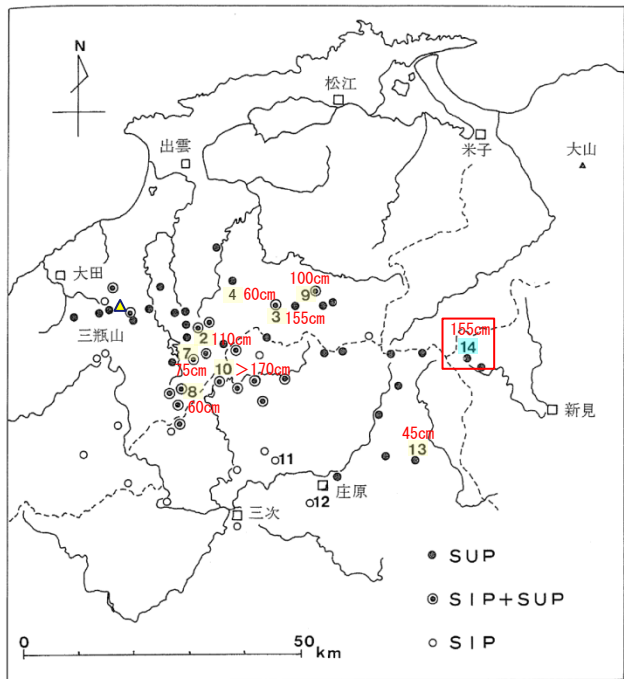 N
松江
米子
大山
出雲
大田
三瓶山
100cm
9
4 60cm
3
155cm
2
110cm
7
75cm
10 ＞170cm
8
60cm
155cm
14
新見
45cm
13
11
12
庄原
三次
SUP
SIP+SUP
SIP
0
50
km